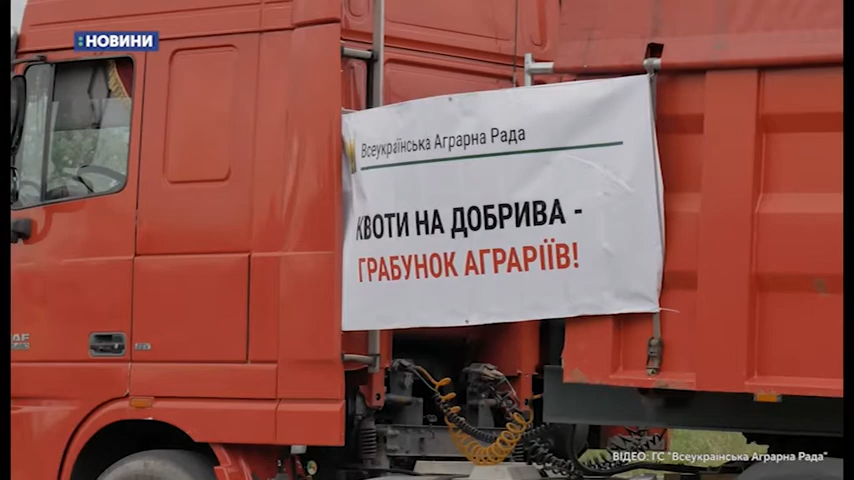 НОВИНИ
Всеукраїнська Аграрна Рада
КВОТИ НА ДОБРИВА -
ГРАБУНОК АГРАРІЇВ!
ВІДЕО: ГС "Всеукраїнська Аграрна Рада"